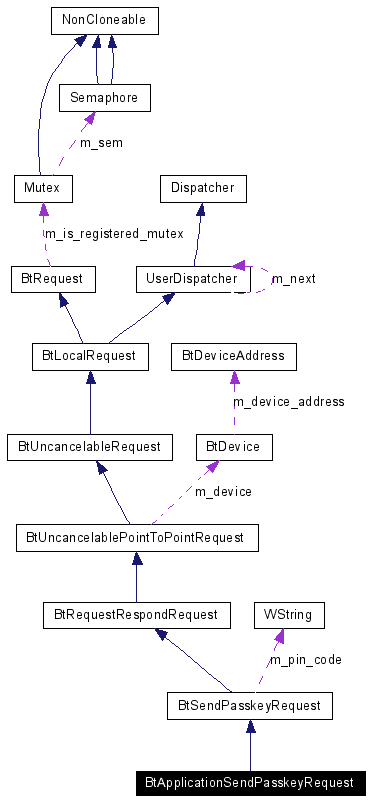 NonCloneable
Semaphore
m_sem
Mutex
Dispatcher
m_is_registered_mutex
BtRequest
UserDispatcher
m_next
BtLocalRequest
BtDeviceAddress
m_device_address
BtUncancelableRequest
BtDevice
m_device
BtUncancelablePointToPointRequest
BtRequestRespondRequest
WString
m_pin_code
BtSendPasskeyRequest
BtApplicationSendPasskeyRequest